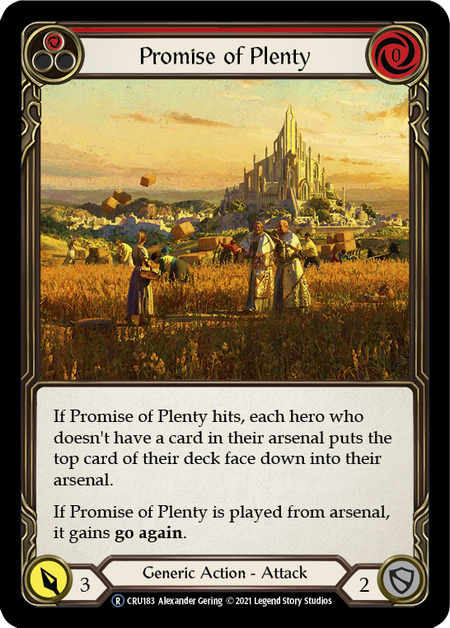 Promise of Plenty
0
If Promise of Plenty hits, each hero who
doesn't have a card in their arsenal puts the
top card of their deck face down into their
arsenal.
If Promise of Plenty is played from arsenal,
it gains go again.
3
Generic Action - Attack
2
R CRU183 Alexander Gering © 2021 Legend Story Studios